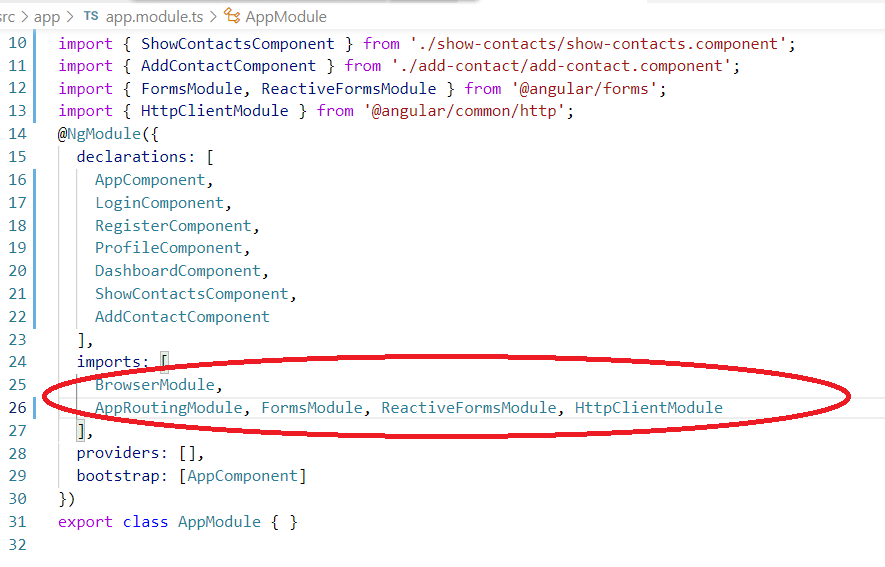 src > app > TS app.module.ts > AppModule
10 import { ShowContactsComponent } from './show-contacts/show-contacts.component';
11 import { AddContactComponent } from './add-contact/add-contact.component';
12 import { FormsModule, ReactiveFormsModule } from '@angular/forms';
13 import { HttpClientModule } from '@angular/common/http';
14 @NgModule({
15 declarations: [
16 AppComponent,
17 LoginComponent,
18 RegisterComponent,
19 ProfileComponent,
20 DashboardComponent,
21 ShowContactsComponent,
22 AddContactComponent
23 ],
24 imports: [
25 BrowserModule,
26 AppRoutingModule, FormsModule, ReactiveFormsModule, HttpClientModule
27 ],
28 providers: [],
29 bootstrap: [AppComponent]
30 })
31 export class AppModule { }
32